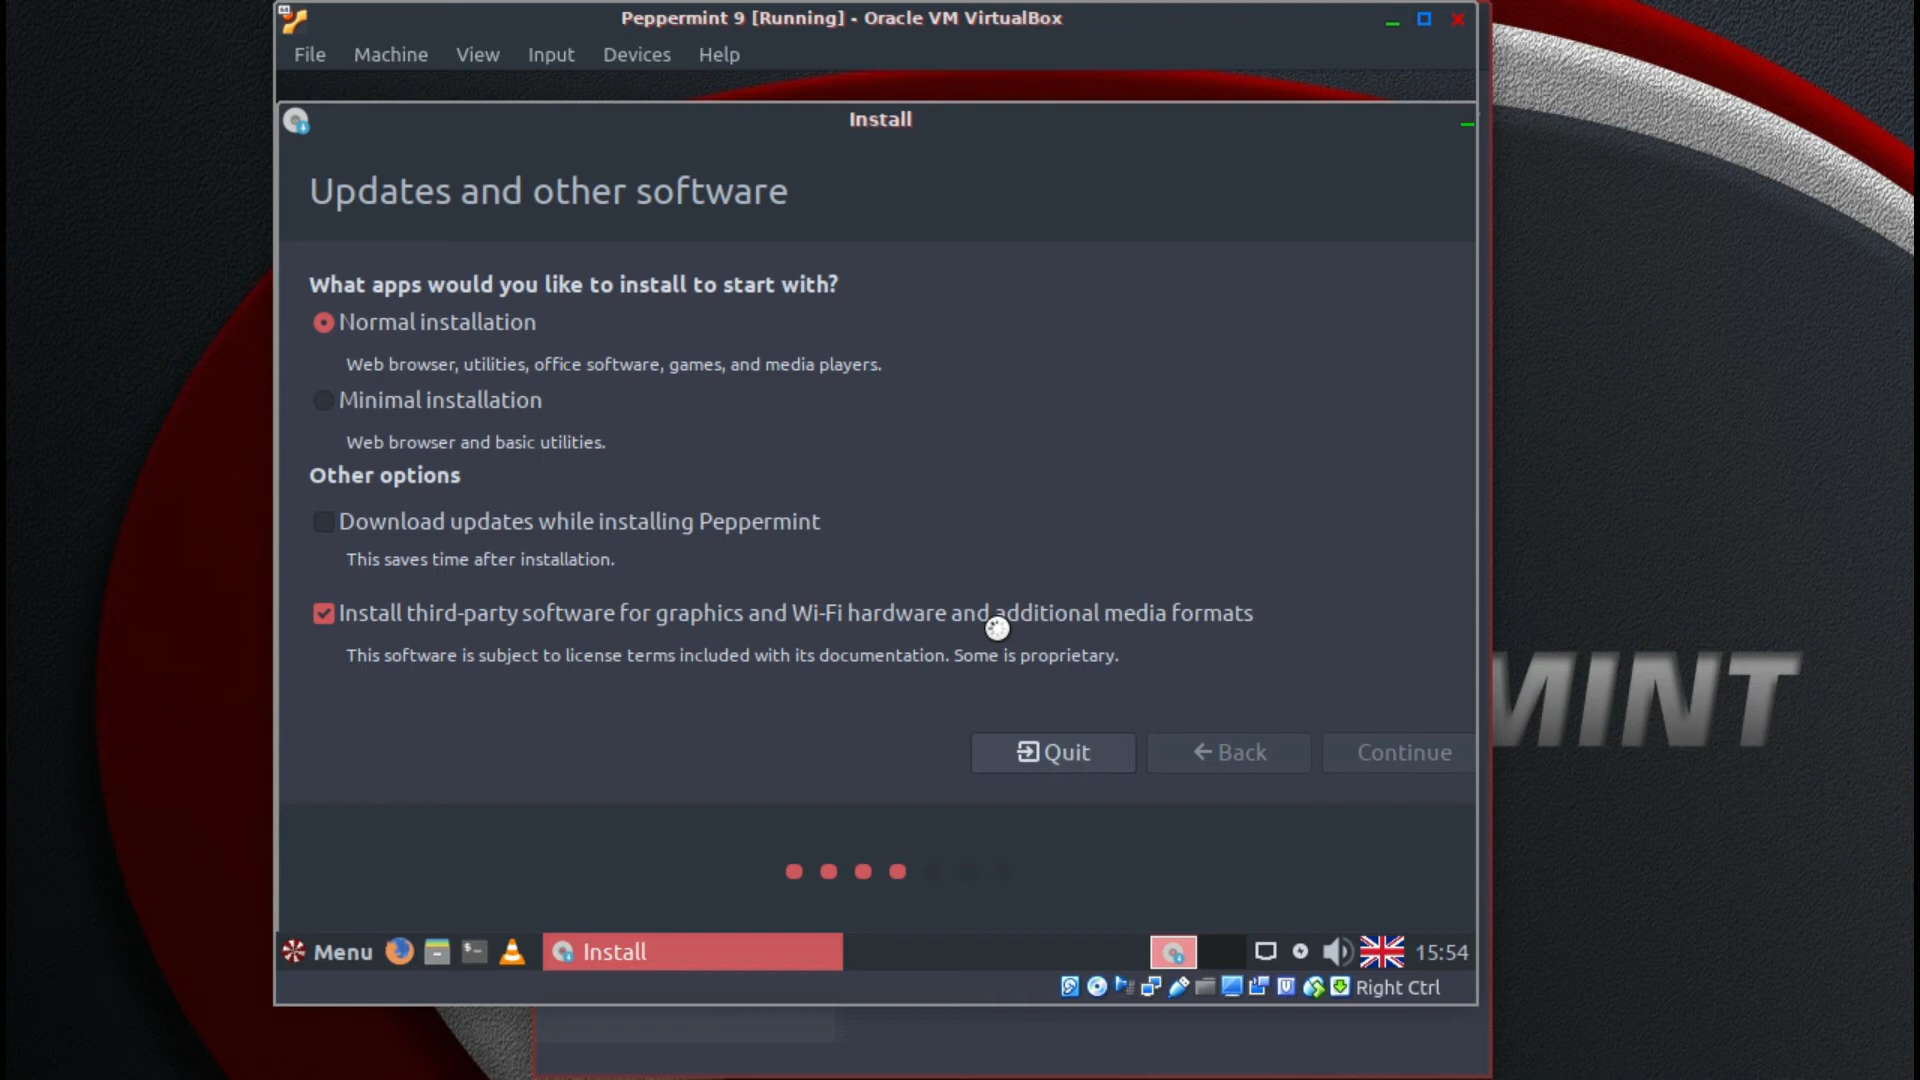 Peppermint 9 [Running] - Oracle VM VirtualBox
File Machine View Input Devices Help
Install
Updates and other software
What apps would you like to install to start with?
Normal installation
Web browser, utilities, office software, games, and media players.
Minimal installation
Web browser and basic utilities.
Other options
Download updates while installing Peppermint
This saves time after installation.
Install third-party software for graphics and Wi-Fi hardware and additional media formats
This software is subject to license terms included with its documentation. Some is proprietary.
MINT
Quit Back Continue
Menu Install 15:54
Right Ctrl